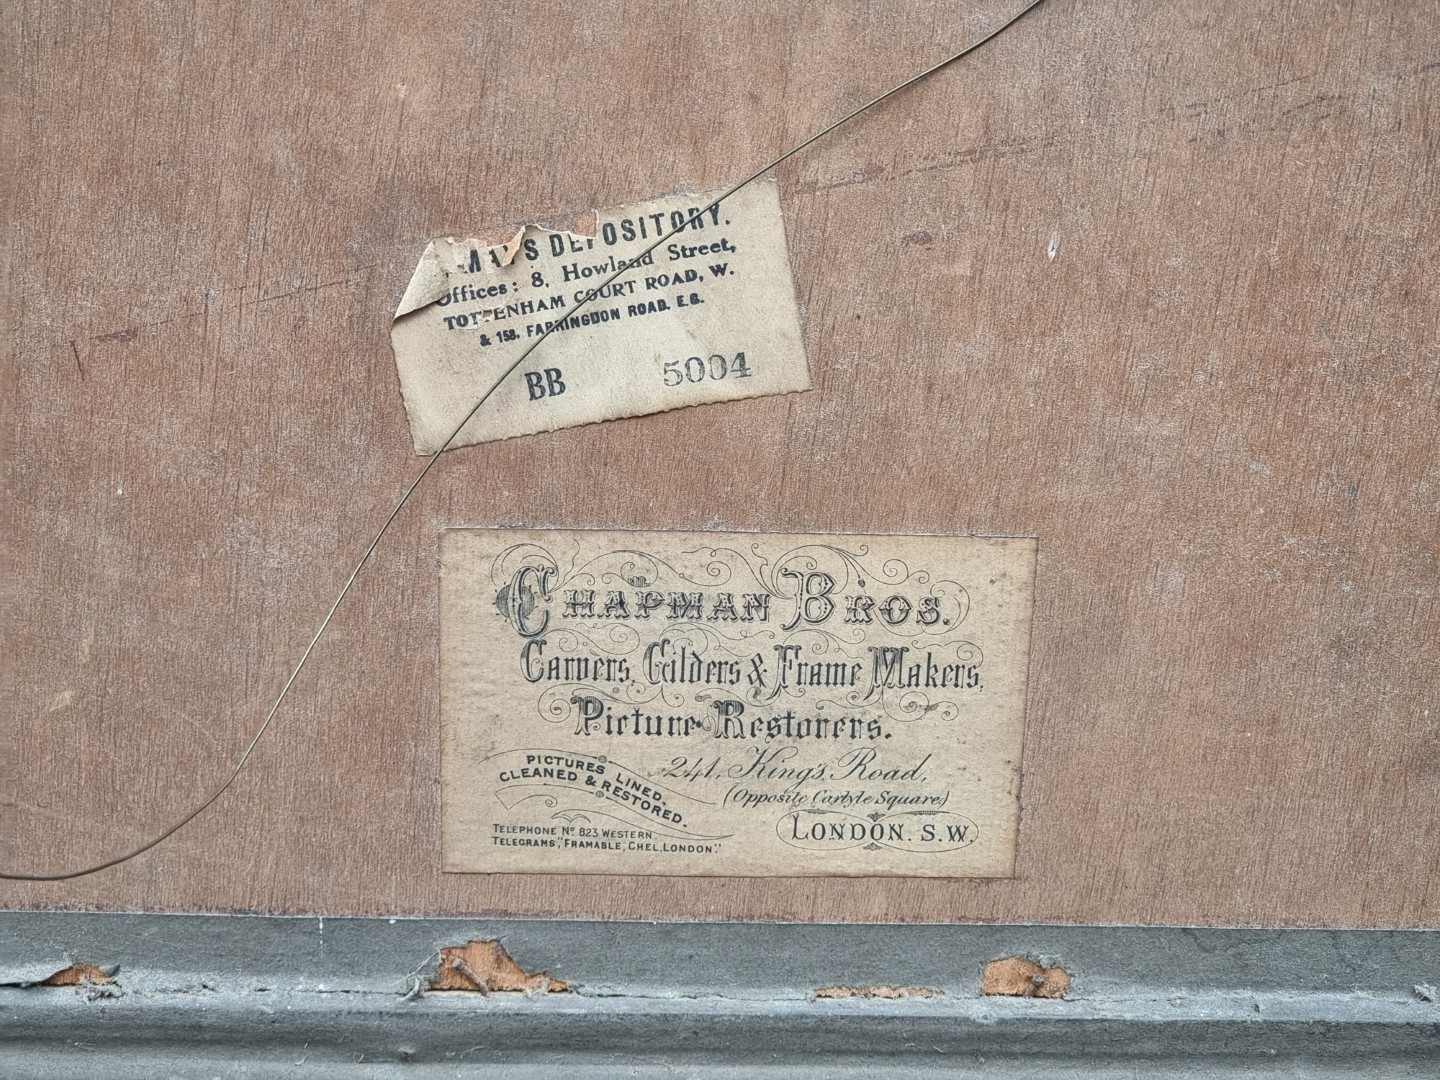 DEPOSITORY.
Offices: 8, Howland Street,
TOTTENHAM COURT ROAD, W.
& 158, FARRINGDON ROAD. E.C.
BB 5004
CHAPMAN BROS.
Carvers, Gilders & Frame Makers,
Picture Restorers.
PICTURES LINED,
CLEANED & RESTORED.
241, King's Road,
(Opposite Carlyle Square)
LONDON. S.W.
TELEPHONE No 823 WESTERN
TELEGRAMS, "FRAMABLE, CHEL, LONDON."